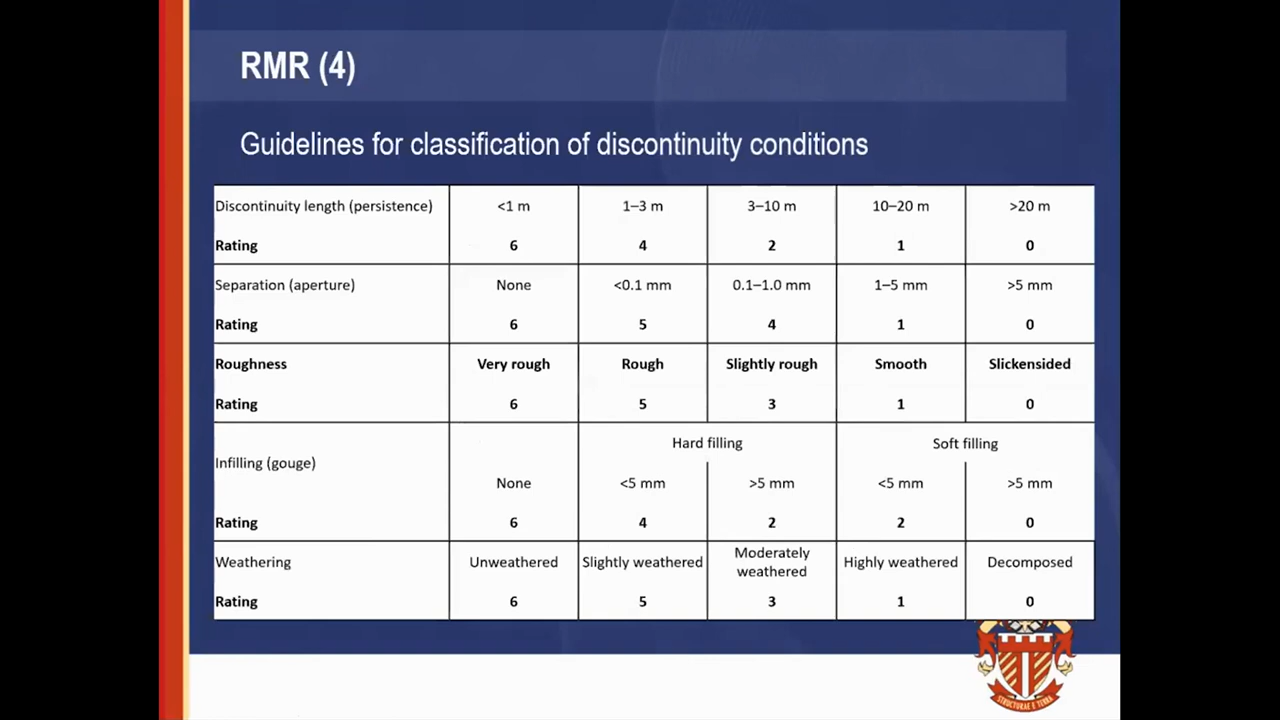 RMR (4)
Guidelines for classification of discontinuity conditions
Discontinuity length (persistence) <1 m 1–3 m 3–10 m 10–20 m >20 m
Rating 6 4 2 1 0
Separation (aperture) None <0.1 mm 0.1–1.0 mm 1–5 mm >5 mm
Rating 6 5 4 1 0
Roughness Very rough Rough Slightly rough Smooth Slickensided
Rating 6 5 3 1 0
Hard filling Soft filling
Infilling (gouge)
None <5 mm >5 mm <5 mm >5 mm
Rating 6 4 2 2 0
Weathering Unweathered Slightly weathered Moderately weathered Highly weathered Decomposed
Rating 6 5 3 1 0
STRUCTURAE E TERRA